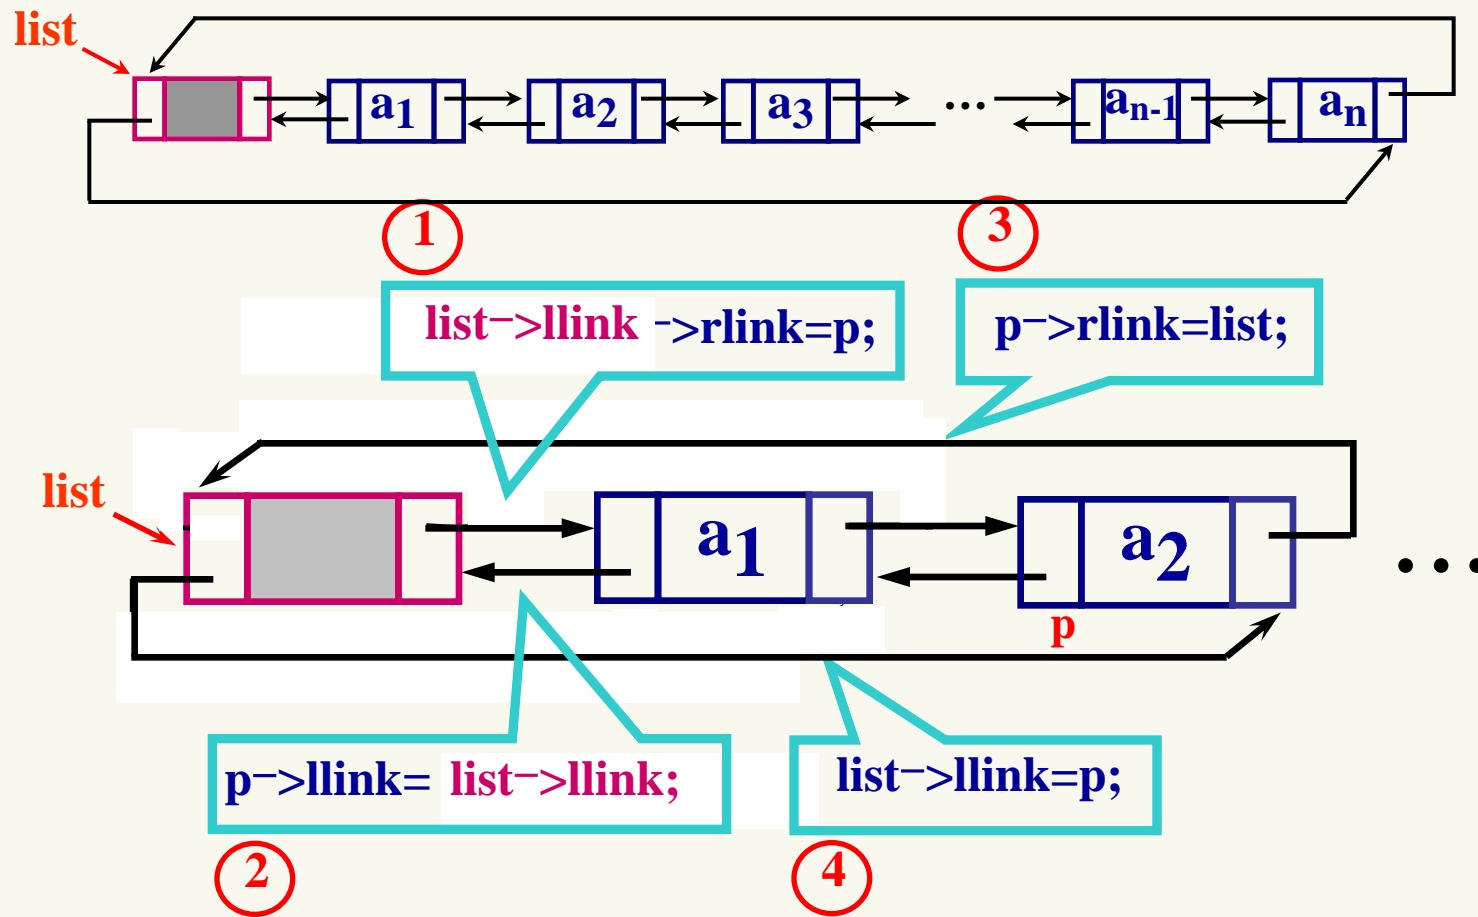 list
a1 a2 a3 ... an-1 an
1 3
list–>llink –>rlink=p;
p–>rlink=list;
list
a1 a2 ...
p
p–>llink= list–>llink;
list–>llink=p;
2 4